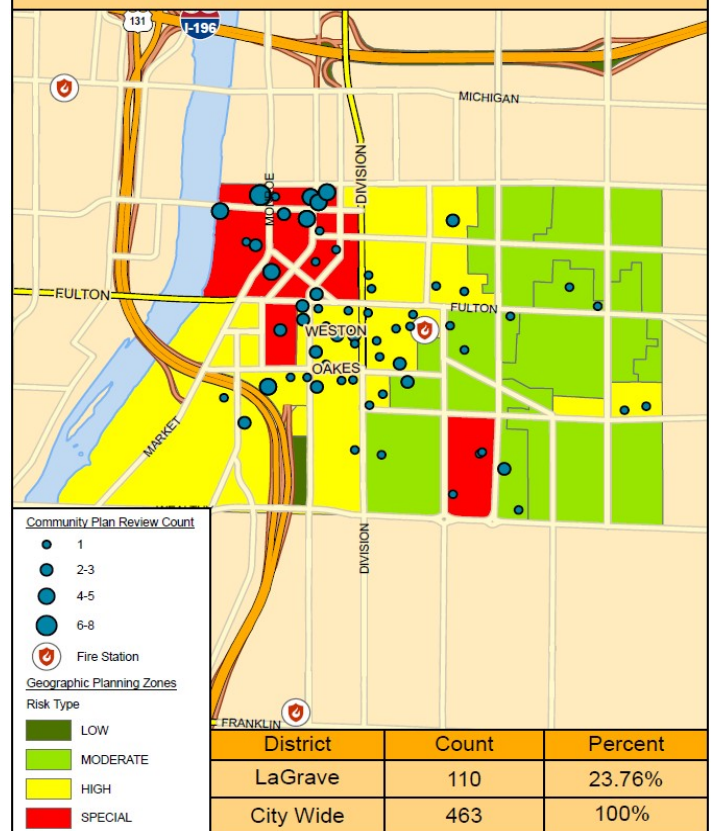 131
I-196
MICHIGAN
MONROE
DIVISION
FULTON
FULTON
WESTON
OAKES
MARKET
DIVISION
FRANKLIN
Community Plan Review Count
1
2-3
4-5
6-8
Fire Station
Geographic Planning Zones
Risk Type
LOW
MODERATE
HIGH
SPECIAL
District Count Percent
LaGrave 110 23.76%
City Wide 463 100%